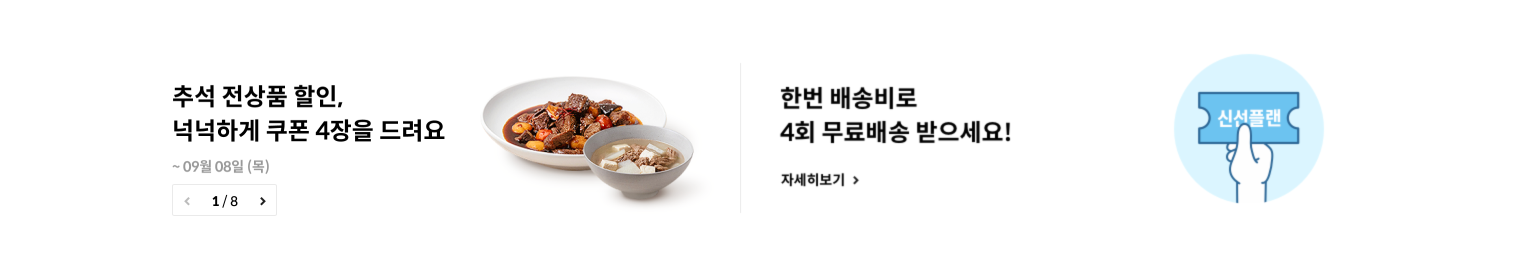 추석 전상품 할인,
넉넉하게 쿠폰 4장을 드려요
~ 09월 08일 (목)
1 / 8
한번 배송비로
4회 무료배송 받으세요!
자세히보기
신선플랜